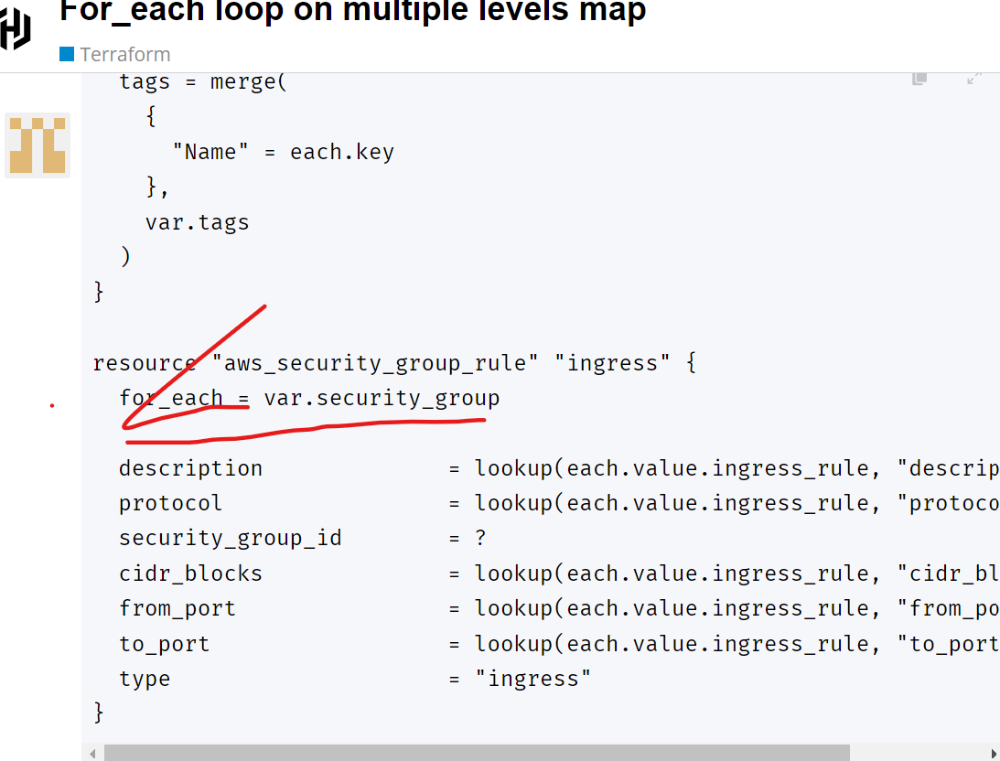 For_each loop on multiple levels map
Terraform
tags = merge(
{
"Name" = each.key
},
var.tags
)
}
resource "aws_security_group_rule" "ingress" {
for_each = var.security_group
description = lookup(each.value.ingress_rule, "descrip
protocol = lookup(each.value.ingress_rule, "protoco
security_group_id = ?
cidr_blocks = lookup(each.value.ingress_rule, "cidr_bl
from_port = lookup(each.value.ingress_rule, "from_po
to_port = lookup(each.value.ingress_rule, "to_port
type = "ingress"
}